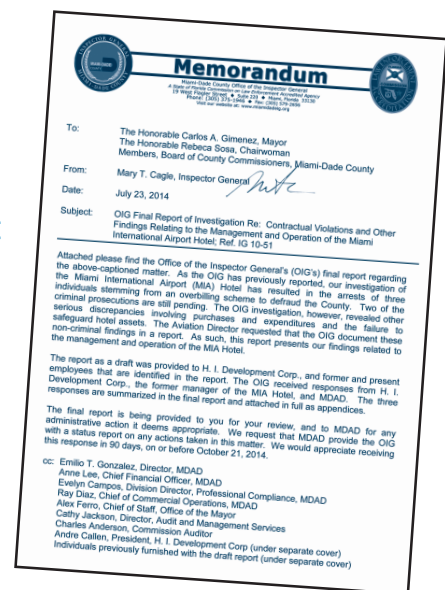 Memorandum
Miami-Dade County Office of the Inspector General
A State of Florida Commission on Law Enforcement Accredited Agency
19 West Flagler Street ♦ Suite 220 ♦ Miami, Florida 33130
Phone: (305) 375-1946 ♦ Fax: (305) 579-2656
Visit our website at: www.miamidadeig.org
To: The Honorable Carlos A. Gimenez, Mayor
The Honorable Rebeca Sosa, Chairwoman
Members, Board of County Commissioners, Miami-Dade County
From: Mary T. Cagle, Inspector General
Date: July 23, 2014
Subject: OIG Final Report of Investigation Re: Contractual Violations and Other
Findings Relating to the Management and Operation of the Miami
International Airport Hotel; Ref. IG 10-51
Attached please find the Office of the Inspector General's (OIG's) final report regarding
the above-captioned matter. As the OIG has previously reported, our investigation of
the Miami International Airport (MIA) Hotel has resulted in the arrests of three
individuals stemming from an overbilling scheme to defraud the County. Two of the
criminal prosecutions are still pending. The OIG investigation, however, revealed other
serious discrepancies involving purchases and expenditures and the failure to
safeguard hotel assets. The Aviation Director requested that the OIG document these
non-criminal findings in a report. As such, this report presents our findings related to
the management and operation of the MIA Hotel.
The report as a draft was provided to H. I. Development Corp., and former and present
employees that are identified in the report. The OIG received responses from H. I.
Development Corp., the former manager of the MIA Hotel, and MDAD. The three
responses are summarized in the final report and attached in full as appendices.
The final report is being provided to you for your review, and to MDAD for any
administrative action it deems appropriate. We request that MDAD provide the OIG
with a status report on any actions taken in this matter. We would appreciate receiving
this response in 90 days, on or before October 21, 2014.
cc: Emilio T. Gonzalez, Director, MDAD
Anne Lee, Chief Financial Officer, MDAD
Evelyn Campos, Division Director, Professional Compliance, MDAD
Ray Diaz, Chief of Commercial Operations, MDAD
Alex Ferro, Chief of Staff, Office of the Mayor
Cathy Jackson, Director, Audit and Management Services
Charles Anderson, Commission Auditor
Andre Callen, President, H. I. Development Corp (under separate cover)
Individuals previously furnished with the draft report (under separate cover)